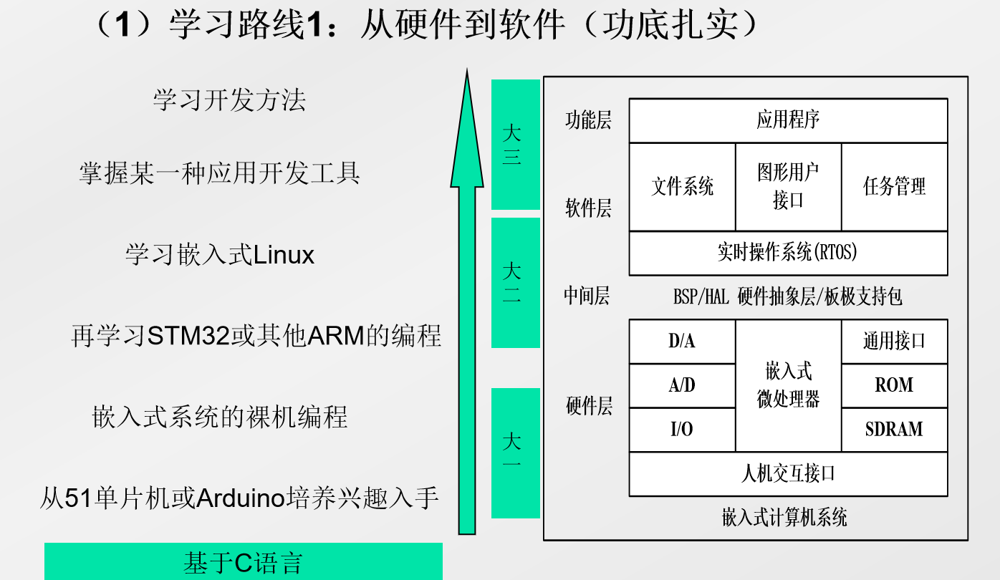 （1）学习路线1：从硬件到软件（功底扎实）
学习开发方法
掌握某一种应用开发工具
学习嵌入式Linux
再学习STM32或其他ARM的编程
嵌入式系统的裸机编程
从51单片机或Arduino培养兴趣入手
基于C语言
大
三
大
二
大
一
功能层
应用程序
软件层
文件系统
图形用户
接口
任务管理
实时操作系统(RTOS)
中间层
BSP/HAL 硬件抽象层/板极支持包
硬件层
D/A
A/D
I/O
嵌入式
微处理器
通用接口
ROM
SDRAM
人机交互接口
嵌入式计算机系统